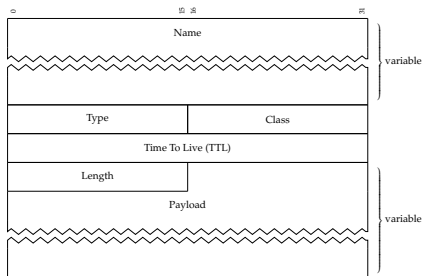 0 15 16 31
Name
variable
Type Class
Time To Live (TTL)
Length
Payload
variable